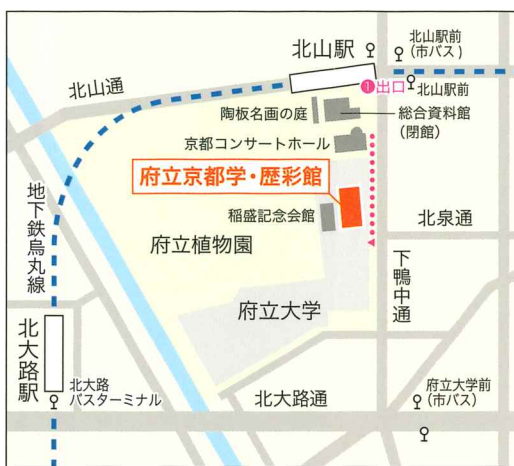 北山駅
北山駅前
(市バス)
北山通
❶出口
北山駅前
陶板名画の庭
総合資料館
(閉館)
京都コンサートホール
府立京都学・歴彩館
地下鉄烏丸線
稲盛記念会館
北泉通
府立植物園
下鴨中通
府立大学
北大路駅
北大路
バスターミナル
北大路通
府立大学前
(市バス)